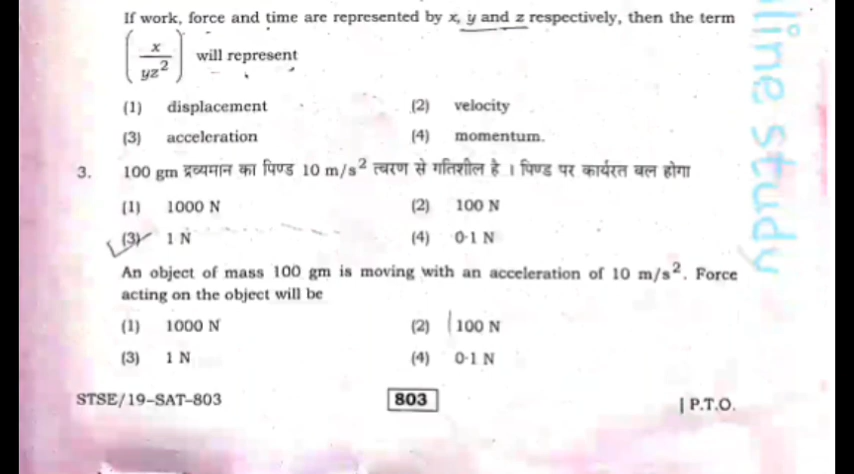 If work, force and time are represented by x, y and z respectively, then the term
(x/yz²) will represent
(1) displacement (2) velocity
(3) acceleration (4) momentum.
3. 100 gm द्रव्यमान का पिण्ड 10 m/s² त्वरण से गतिशील है । पिण्ड पर कार्यरत बल होगा
(1) 1000 N (2) 100 N
(3) 1 N (4) 0·1 N
An object of mass 100 gm is moving with an acceleration of 10 m/s². Force
acting on the object will be
(1) 1000 N (2) 100 N
(3) 1 N (4) 0·1 N
STSE/19-SAT-803 803 | P.T.O.
line study